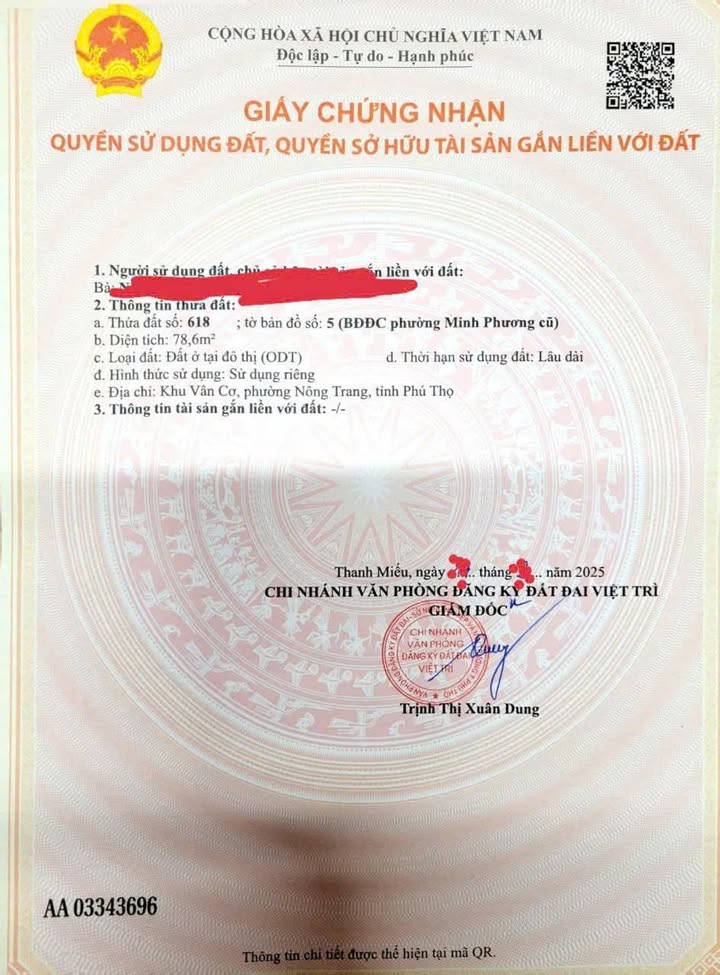 CỘNG HÒA XÃ HỘI CHỦ NGHĨA VIỆT NAM
Độc lập - Tự do - Hạnh phúc
GIẤY CHỨNG NHẬN
QUYỀN SỬ DỤNG ĐẤT, QUYỀN SỞ HỮU TÀI SẢN GẮN LIỀN VỚI ĐẤT
1. Người sử dụng đất, gắn liền với đất:
Bà:
2. Thông tin thửa đất:
a. Thửa đất số: 618 ; tờ bản đồ số: 5 (BĐĐC phường Minh Phương cũ)
b. Diện tích: 78,6m²
c. Loại đất: Đất ở tại đô thị (ODT) d. Thời hạn sử dụng đất: Lâu dài
đ. Hình thức sử dụng: Sử dụng riêng
e. Địa chỉ: Khu Vân Cơ, phường Nông Trang, tỉnh Phú Thọ
3. Thông tin tài sản gắn liền với đất: -/-
Thanh Miếu, ngày ... tháng ... năm 2025
CHI NHÁNH VĂN PHÒNG ĐĂNG KÝ ĐẤT ĐAI VIỆT TRÌ
GIÁM ĐỐC
CHI NHÁNH
VĂN PHÒNG
ĐĂNG KÝ ĐẤT ĐAI
VIỆT TRÌ
Trịnh Thị Xuân Dung
AA 03343696
Thông tin chi tiết được thể hiện tại mã QR.